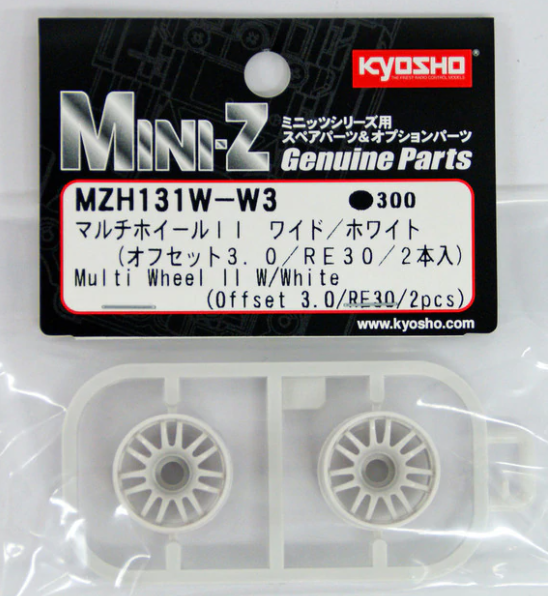 KYOSHO
THE FINEST RADIO CONTROL MODELS
MINI-Z
ミニッツシリーズ用
スペアパーツ&オプションパーツ
Genuine Parts
MZH131W-W3 ●300
マルチホイールII ワイド/ホワイト
(オフセット3.0/RE30/2本入)
Multi Wheel II W/White
(Offset 3.0/RE30/2pcs)
www.kyosho.com